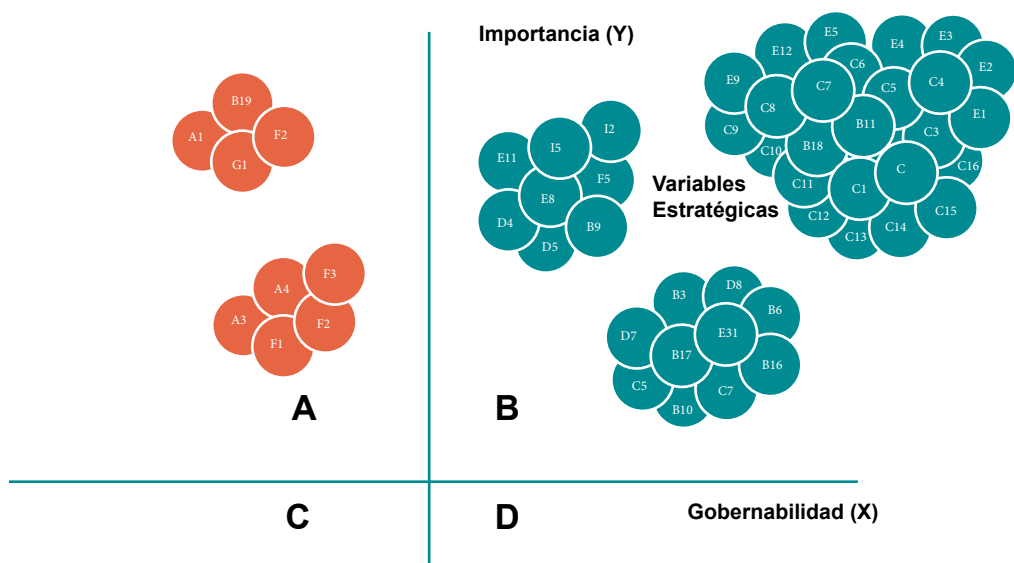 Importancia (Y)
B19
A1
F2
G1
F3
A4
A3
F2
F1
I2
I5
E11
F5
E8
D4
B9
D5
Variables
Estratégicas
E5
E12
E4
E3
C6
E2
E9
C7
C5
C4
C8
E1
B11
C9
C3
B18
C10
C16
C
C11
C1
C12
C15
C14
C13
D8
B3
B6
E31
D7
B17
B16
C5
C7
B10
A
B
C
D
Gobernabilidad (X)